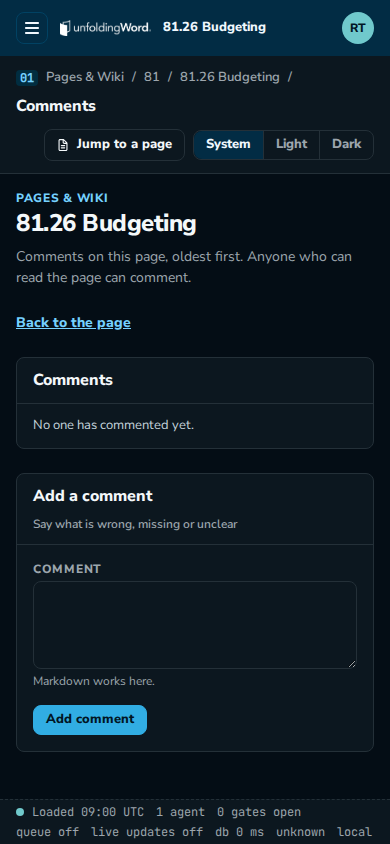 unfoldingWord. 81.26 Budgeting RT
01 Pages & Wiki / 81 / 81.26 Budgeting /
Comments
Jump to a page System Light Dark
PAGES & WIKI
81.26 Budgeting
Comments on this page, oldest first. Anyone who can
read the page can comment.
Back to the page
Comments
No one has commented yet.
Add a comment
Say what is wrong, missing or unclear
COMMENT
Markdown works here.
Add comment
Loaded 09:00 UTC 1 agent 0 gates open
queue off live updates off db 0 ms unknown local